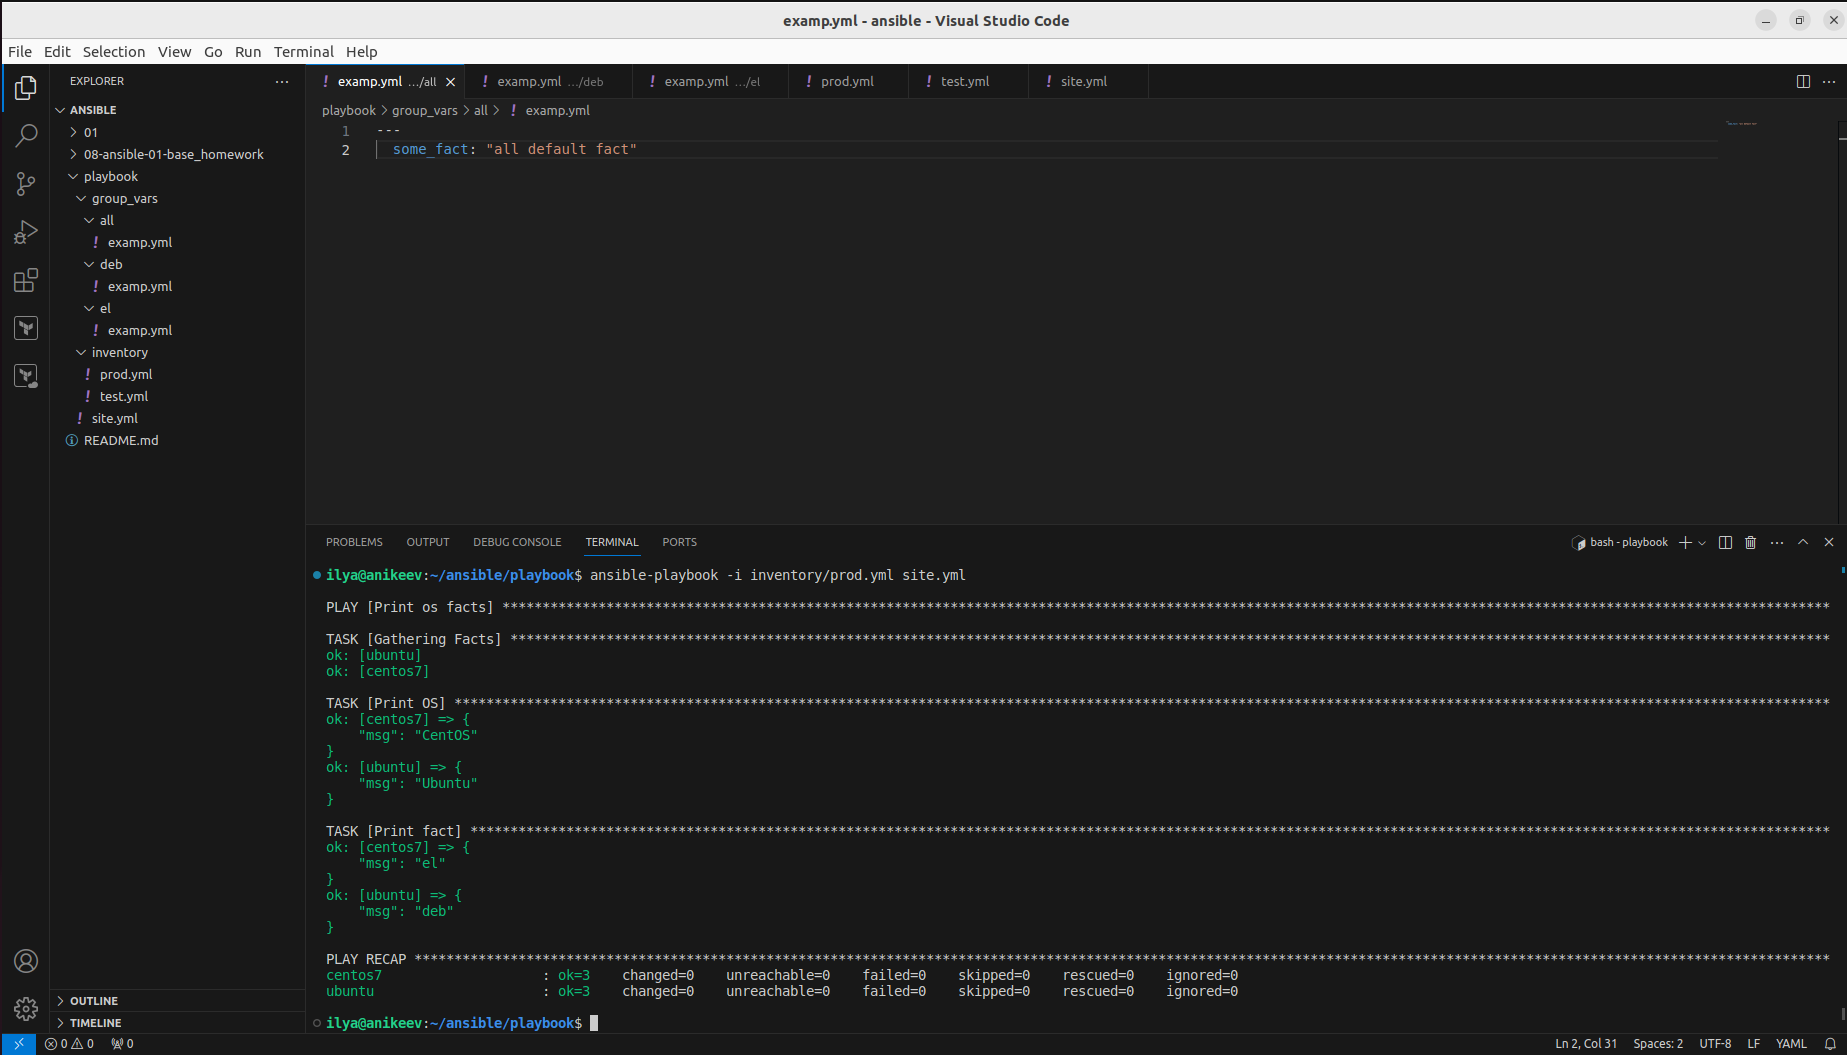 examp.yml - ansible - Visual Studio Code
File Edit Selection View Go Run Terminal Help
EXPLORER
ANSIBLE
01
08-ansible-01-base_homework
playbook
group_vars
all
! examp.yml
deb
! examp.yml
el
! examp.yml
inventory
! prod.yml
! test.yml
! site.yml
README.md
OUTLINE
TIMELINE
! examp.yml .../all ! examp.yml .../deb ! examp.yml .../el ! prod.yml ! test.yml ! site.yml
playbook > group_vars > all > ! examp.yml
1 ---
2 some_fact: "all default fact"
PROBLEMS OUTPUT DEBUG CONSOLE TERMINAL PORTS
bash - playbook
ilya@anikeev:~/ansible/playbook$ ansible-playbook -i inventory/prod.yml site.yml
PLAY [Print os facts] ****
TASK [Gathering Facts] ****
ok: [ubuntu]
ok: [centos7]
TASK [Print OS] ****
ok: [centos7] => {
"msg": "CentOS"
}
ok: [ubuntu] => {
"msg": "Ubuntu"
}
TASK [Print fact] ****
ok: [centos7] => {
"msg": "el"
}
ok: [ubuntu] => {
"msg": "deb"
}
PLAY RECAP ****
centos7 : ok=3 changed=0 unreachable=0 failed=0 skipped=0 rescued=0 ignored=0
ubuntu : ok=3 changed=0 unreachable=0 failed=0 skipped=0 rescued=0 ignored=0
ilya@anikeev:~/ansible/playbook$
0 0 0 Ln 2, Col 31 Spaces: 2 UTF-8 LF YAML